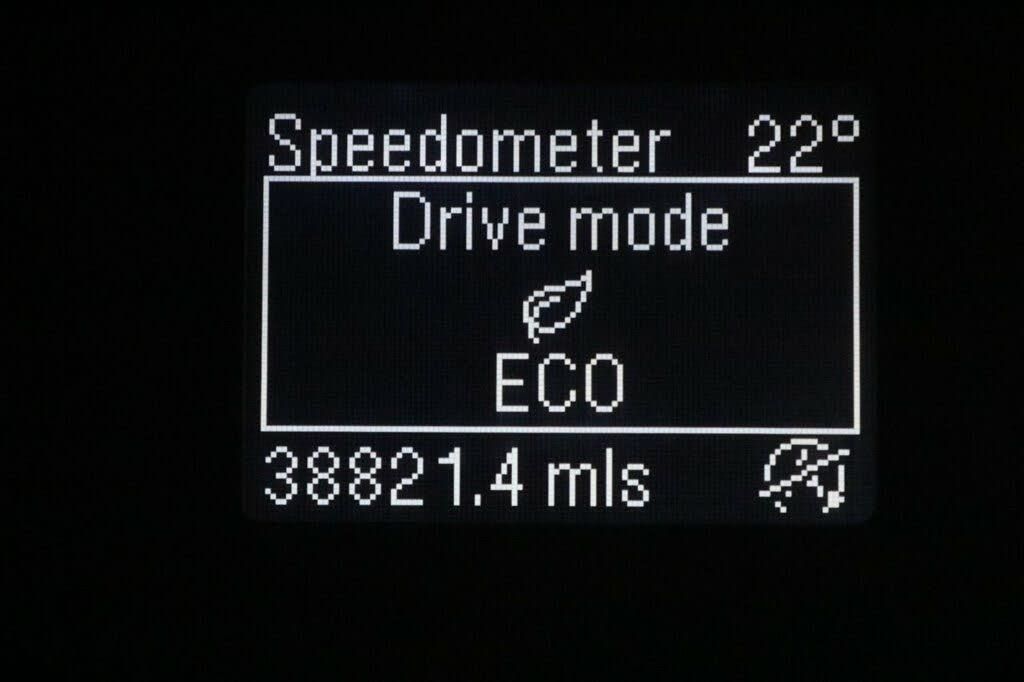 Speedometer 22°
Drive mode
ECO
38821.4 mls